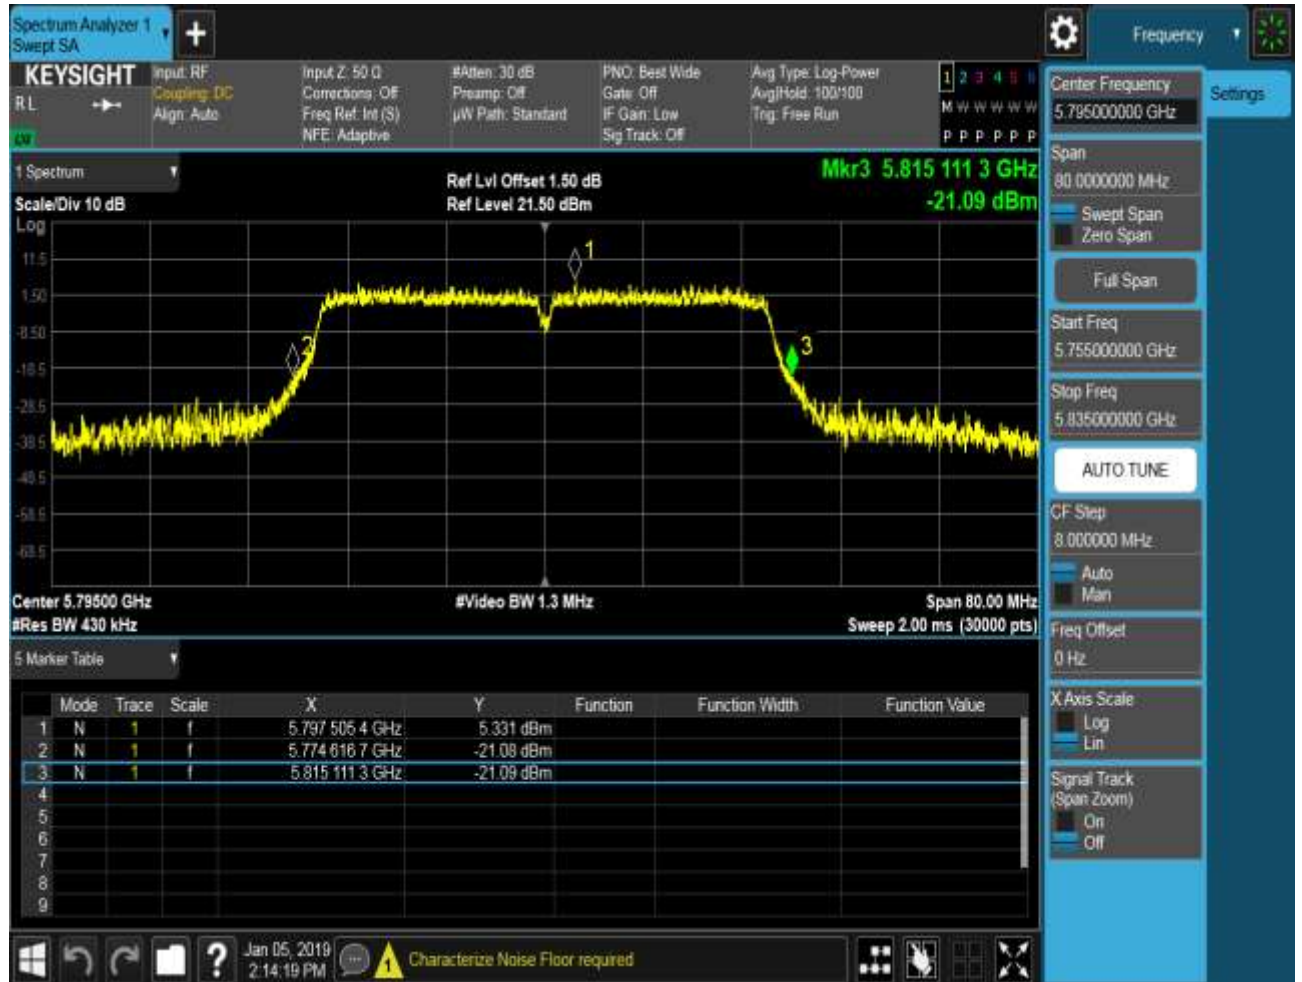 Spectrum Analyzer 1
Swept SA
+
Frequency
KEYSIGHT
RL
Input: RF
Coupling: DC
Align: Auto
Input Z: 50 Ω
Corrections: Off
Freq Ref: Int (S)
NFE: Adaptive
#Atten: 30 dB
Preamp: Off
µW Path: Standard
PNO: Best Wide
Gate: Off
IF Gain: Low
Sig Track: Off
Avg Type: Log-Power
Avg|Hold: 100/100
Trig: Free Run
1 2 3 4 5 6
M W W W W W
P P P P P P
1 Spectrum
Scale/Div 10 dB
Ref Lvl Offset 1.50 dB
Ref Level 21.50 dBm
Mkr3 5.815 111 3 GHz
-21.09 dBm
Log
11.5
1.50
-8.50
-18.5
-28.5
-38.5
-48.5
-58.5
-68.5
1
2
3
Center 5.79500 GHz
#Res BW 430 kHz
#Video BW 1.3 MHz
Span 80.00 MHz
Sweep 2.00 ms (30000 pts)
5 Marker Table
Mode Trace Scale X Y Function Function Width Function Value
1 N 1 f 5.797 505 4 GHz 5.331 dBm
2 N 1 f 5.774 616 7 GHz -21.08 dBm
3 N 1 f 5.815 111 3 GHz -21.09 dBm
4
5
6
7
8
9
Jan 05, 2019
2:14:19 PM
Characterize Noise Floor required
Center Frequency
5.795000000 GHz
Settings
Span
80.0000000 MHz
Swept Span
Zero Span
Full Span
Start Freq
5.755000000 GHz
Stop Freq
5.835000000 GHz
AUTO TUNE
CF Step
8.000000 MHz
Auto
Man
Freq Offset
0 Hz
X Axis Scale
Log
Lin
Signal Track
(Span Zoom)
On
Off